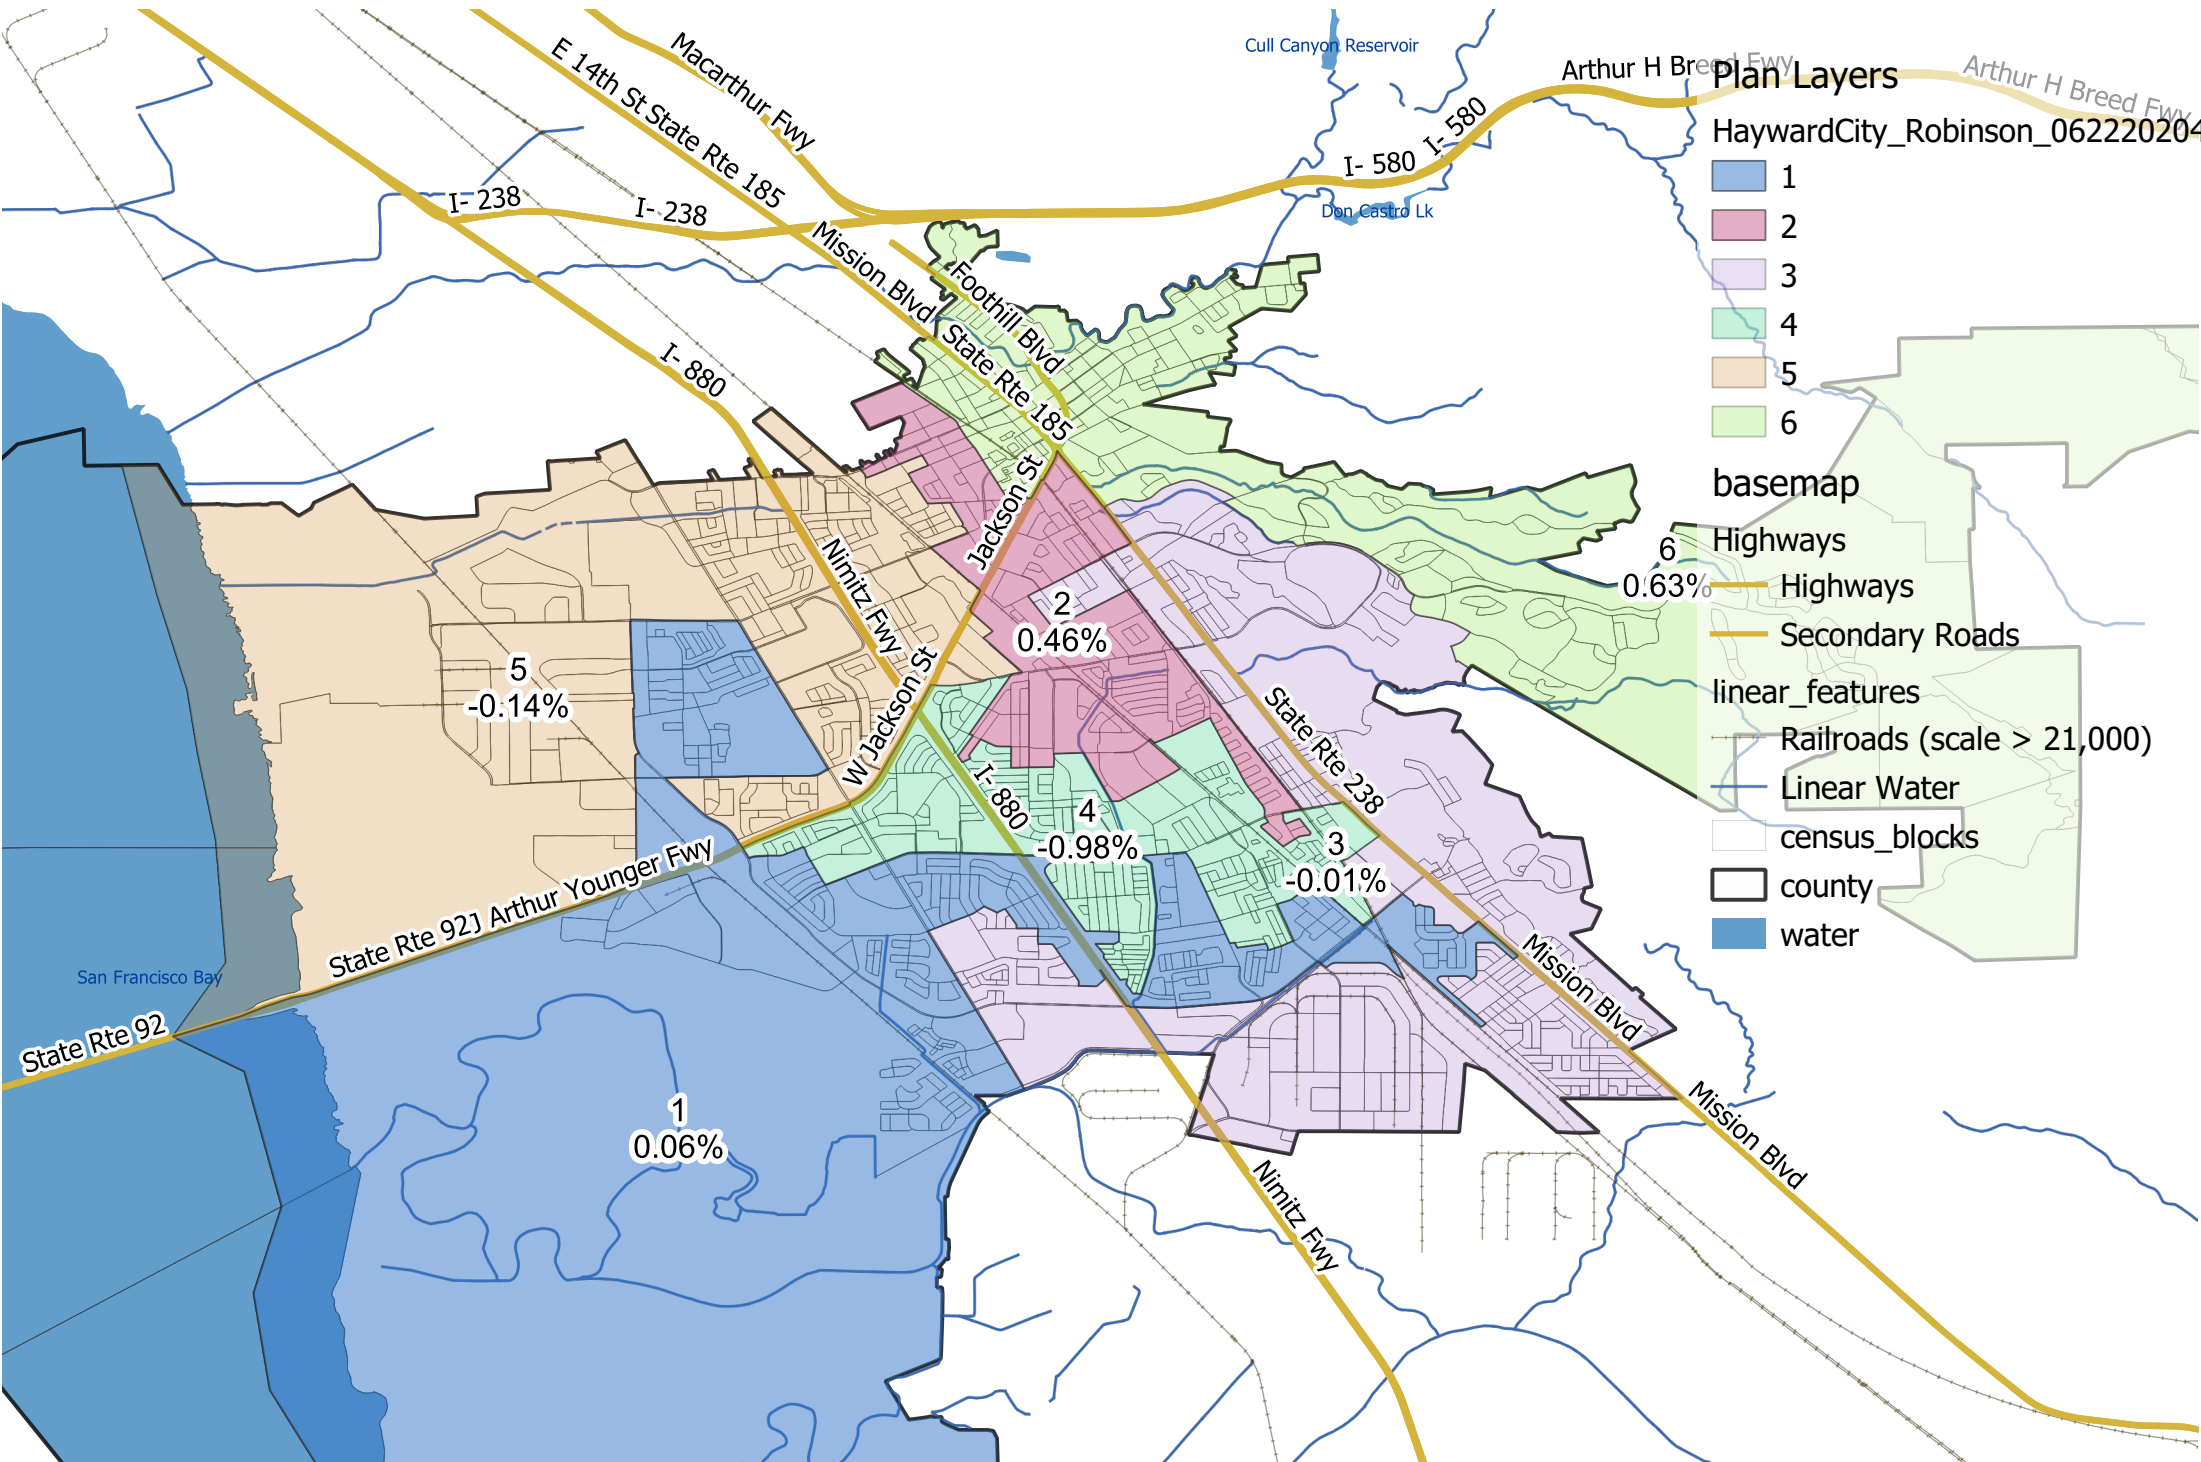 Cull Canyon Reservoir
Arthur H Breed Fwy
Arthur H Breed Fwy
Macarthur Fwy
E 14th St State Rte 185
I- 580
I- 580
Don Castro Lk
I- 238
I- 238
Mission Blvd
State Rte 185
Foothill Blvd
I- 880
Jackson St
Nimitz Fwy
W Jackson St
2
0.46%
5
-0.14%
6
0.63%
State Rte 238
I- 880
4
-0.98%
3
-0.01%
State Rte 92J Arthur Younger Fwy
San Francisco Bay
State Rte 92
Mission Blvd
Mission Blvd
1
0.06%
Nimitz Fwy
Plan Layers
HaywardCity_Robinson_062220204
1
2
3
4
5
6
basemap
Highways
Highways
Secondary Roads
linear_features
Railroads (scale > 21,000)
Linear Water
census_blocks
county
water